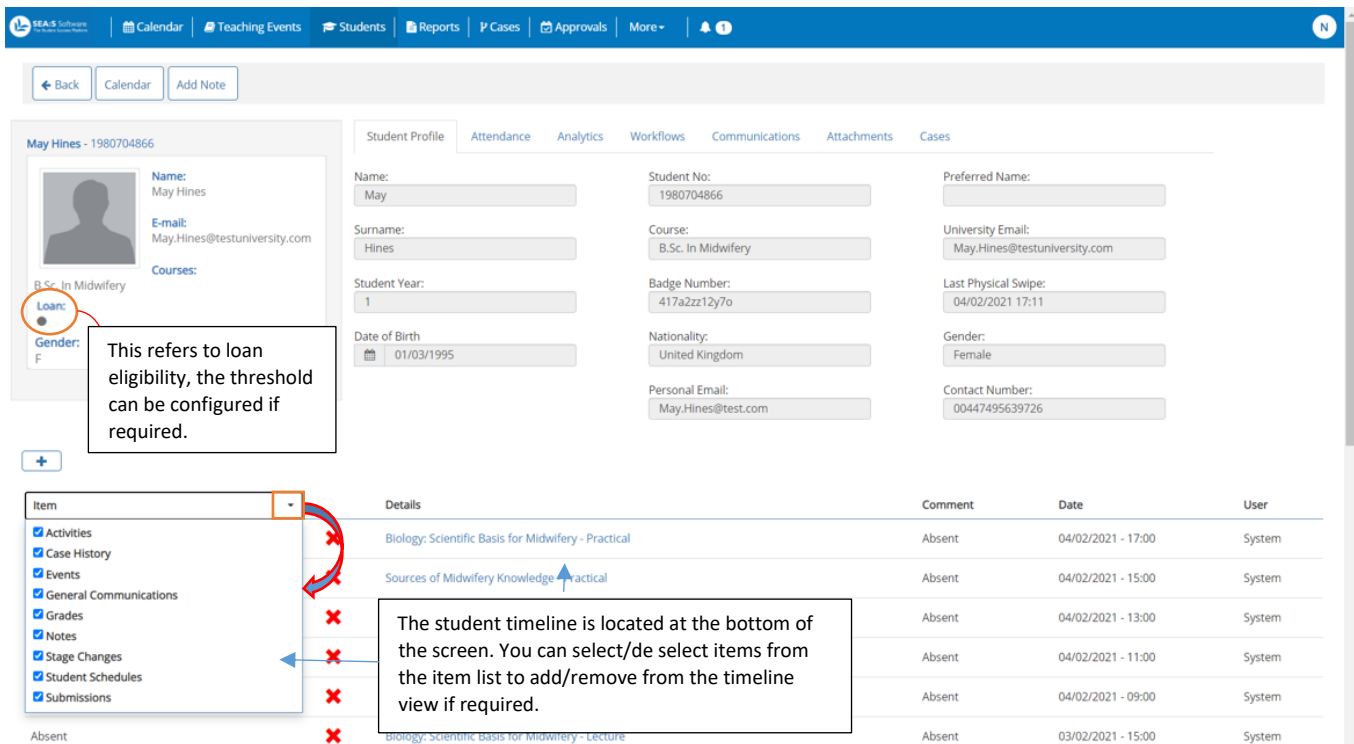 SEAtS Software
The Student Success Platform
Calendar
Teaching Events
Students
Reports
Cases
Approvals
More
1
N
Back
Calendar
Add Note
May Hines - 1980704866
Name:
May Hines
E-mail:
May.Hines@testuniversity.com
Courses:
B.Sc. In Midwifery
Loan:
Gender:
F
This refers to loan
eligibility, the threshold
can be configured if
required.
Student Profile
Attendance
Analytics
Workflows
Communications
Attachments
Cases
Name:
May
Student No:
1980704866
Preferred Name:
Surname:
Hines
Course:
B.Sc. In Midwifery
University Email:
May.Hines@testuniversity.com
Student Year:
1
Badge Number:
417a2zz12y7o
Last Physical Swipe:
04/02/2021 17:11
Date of Birth
01/03/1995
Nationality:
United Kingdom
Gender:
Female
Personal Email:
May.Hines@test.com
Contact Number:
00447495639726
Item
Details
Comment
Date
User
Activities
Case History
Events
General Communications
Grades
Notes
Stage Changes
Student Schedules
Submissions
Biology: Scientific Basis for Midwifery - Practical
Absent
04/02/2021 - 17:00
System
Sources of Midwifery Knowledge - Practical
Absent
04/02/2021 - 15:00
System
Absent
04/02/2021 - 13:00
System
Absent
04/02/2021 - 11:00
System
Absent
04/02/2021 - 09:00
System
The student timeline is located at the bottom of
the screen. You can select/de select items from
the item list to add/remove from the timeline
view if required.
Absent
Biology: Scientific Basis for Midwifery - Lecture
Absent
03/02/2021 - 15:00
System